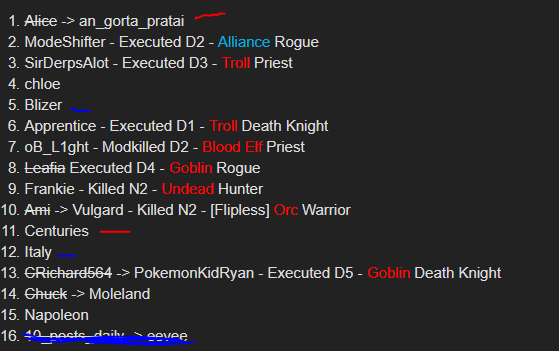 1. Alice -> an_gorta_pratai
2. ModeShifter - Executed D2 - Alliance Rogue
3. SirDerpsAlot - Executed D3 - Troll Priest
4. chloe
5. Blizer
6. Apprentice - Executed D1 - Troll Death Knight
7. oB_L1ght - Modkilled D2 - Blood Elf Priest
8. Leafia Executed D4 - Goblin Rogue
9. Frankie - Killed N2 - Undead Hunter
10. Ami -> Vulgard - Killed N2 - [Flipless] Orc Warrior
11. Centuries
12. Italy
13. CRichard564 -> PokemonKidRyan - Executed D5 - Goblin Death Knight
14. Chuck -> Moleland
15. Napoleon
16. 10_posts_daily -> eevee